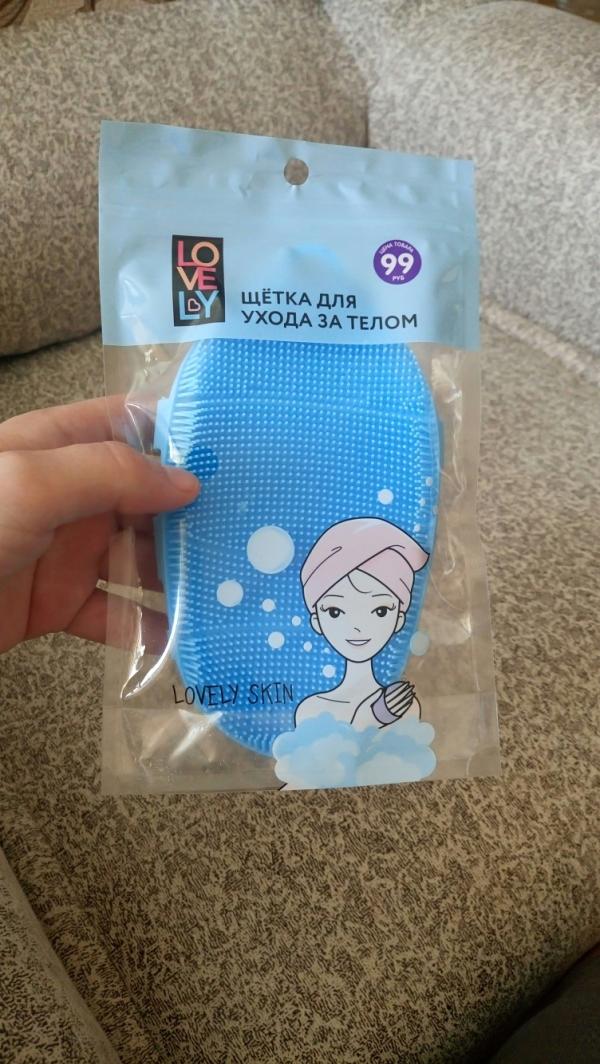 LO
VE
LY
ЩЁТКА ДЛЯ
УХОДА ЗА ТЕЛОМ
ЦЕНА ТОВАРА
99
РУБ
LOVELY SKIN